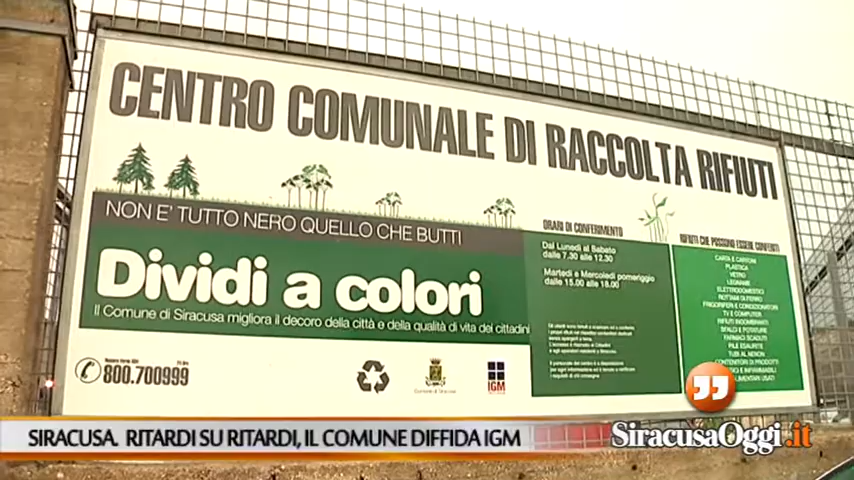 CENTRO COMUNALE DI RACCOLTA RIFIUTI
NON E' TUTTO NERO QUELLO CHE BUTTI
Dividi a colori
Il Comune di Siracusa migliora il decoro della città e della qualità di vita dei cittadini
800.700999
IGM
ORARI DI CONFERIMENTO
Dal Lunedì al Sabato
dalle 7.30 alle 12.30
Martedì e Mercoledì pomeriggio
dalle 15.00 alle 18.00
RIFIUTI CHE POSSONO ESSERE CONFERITI
CARTA E CARTONI
PLASTICA
VETRO
LEGNAME
ELETTRODOMESTICI
ROTTAMI DI FERRO
FRIGORIFERI E CONDIZIONATORI
TV E COMPUTER
RIFIUTI INGOMBRANTI
SFALCI E POTATURE
FARMACI SCADUTI
PILE ESAURITE
TUBI AL NEON
CONTENITORI DI PRODOTTI
SIRACUSA. RITARDI SU RITARDI, IL COMUNE DIFFIDA IGM
SiracusaOggi.it